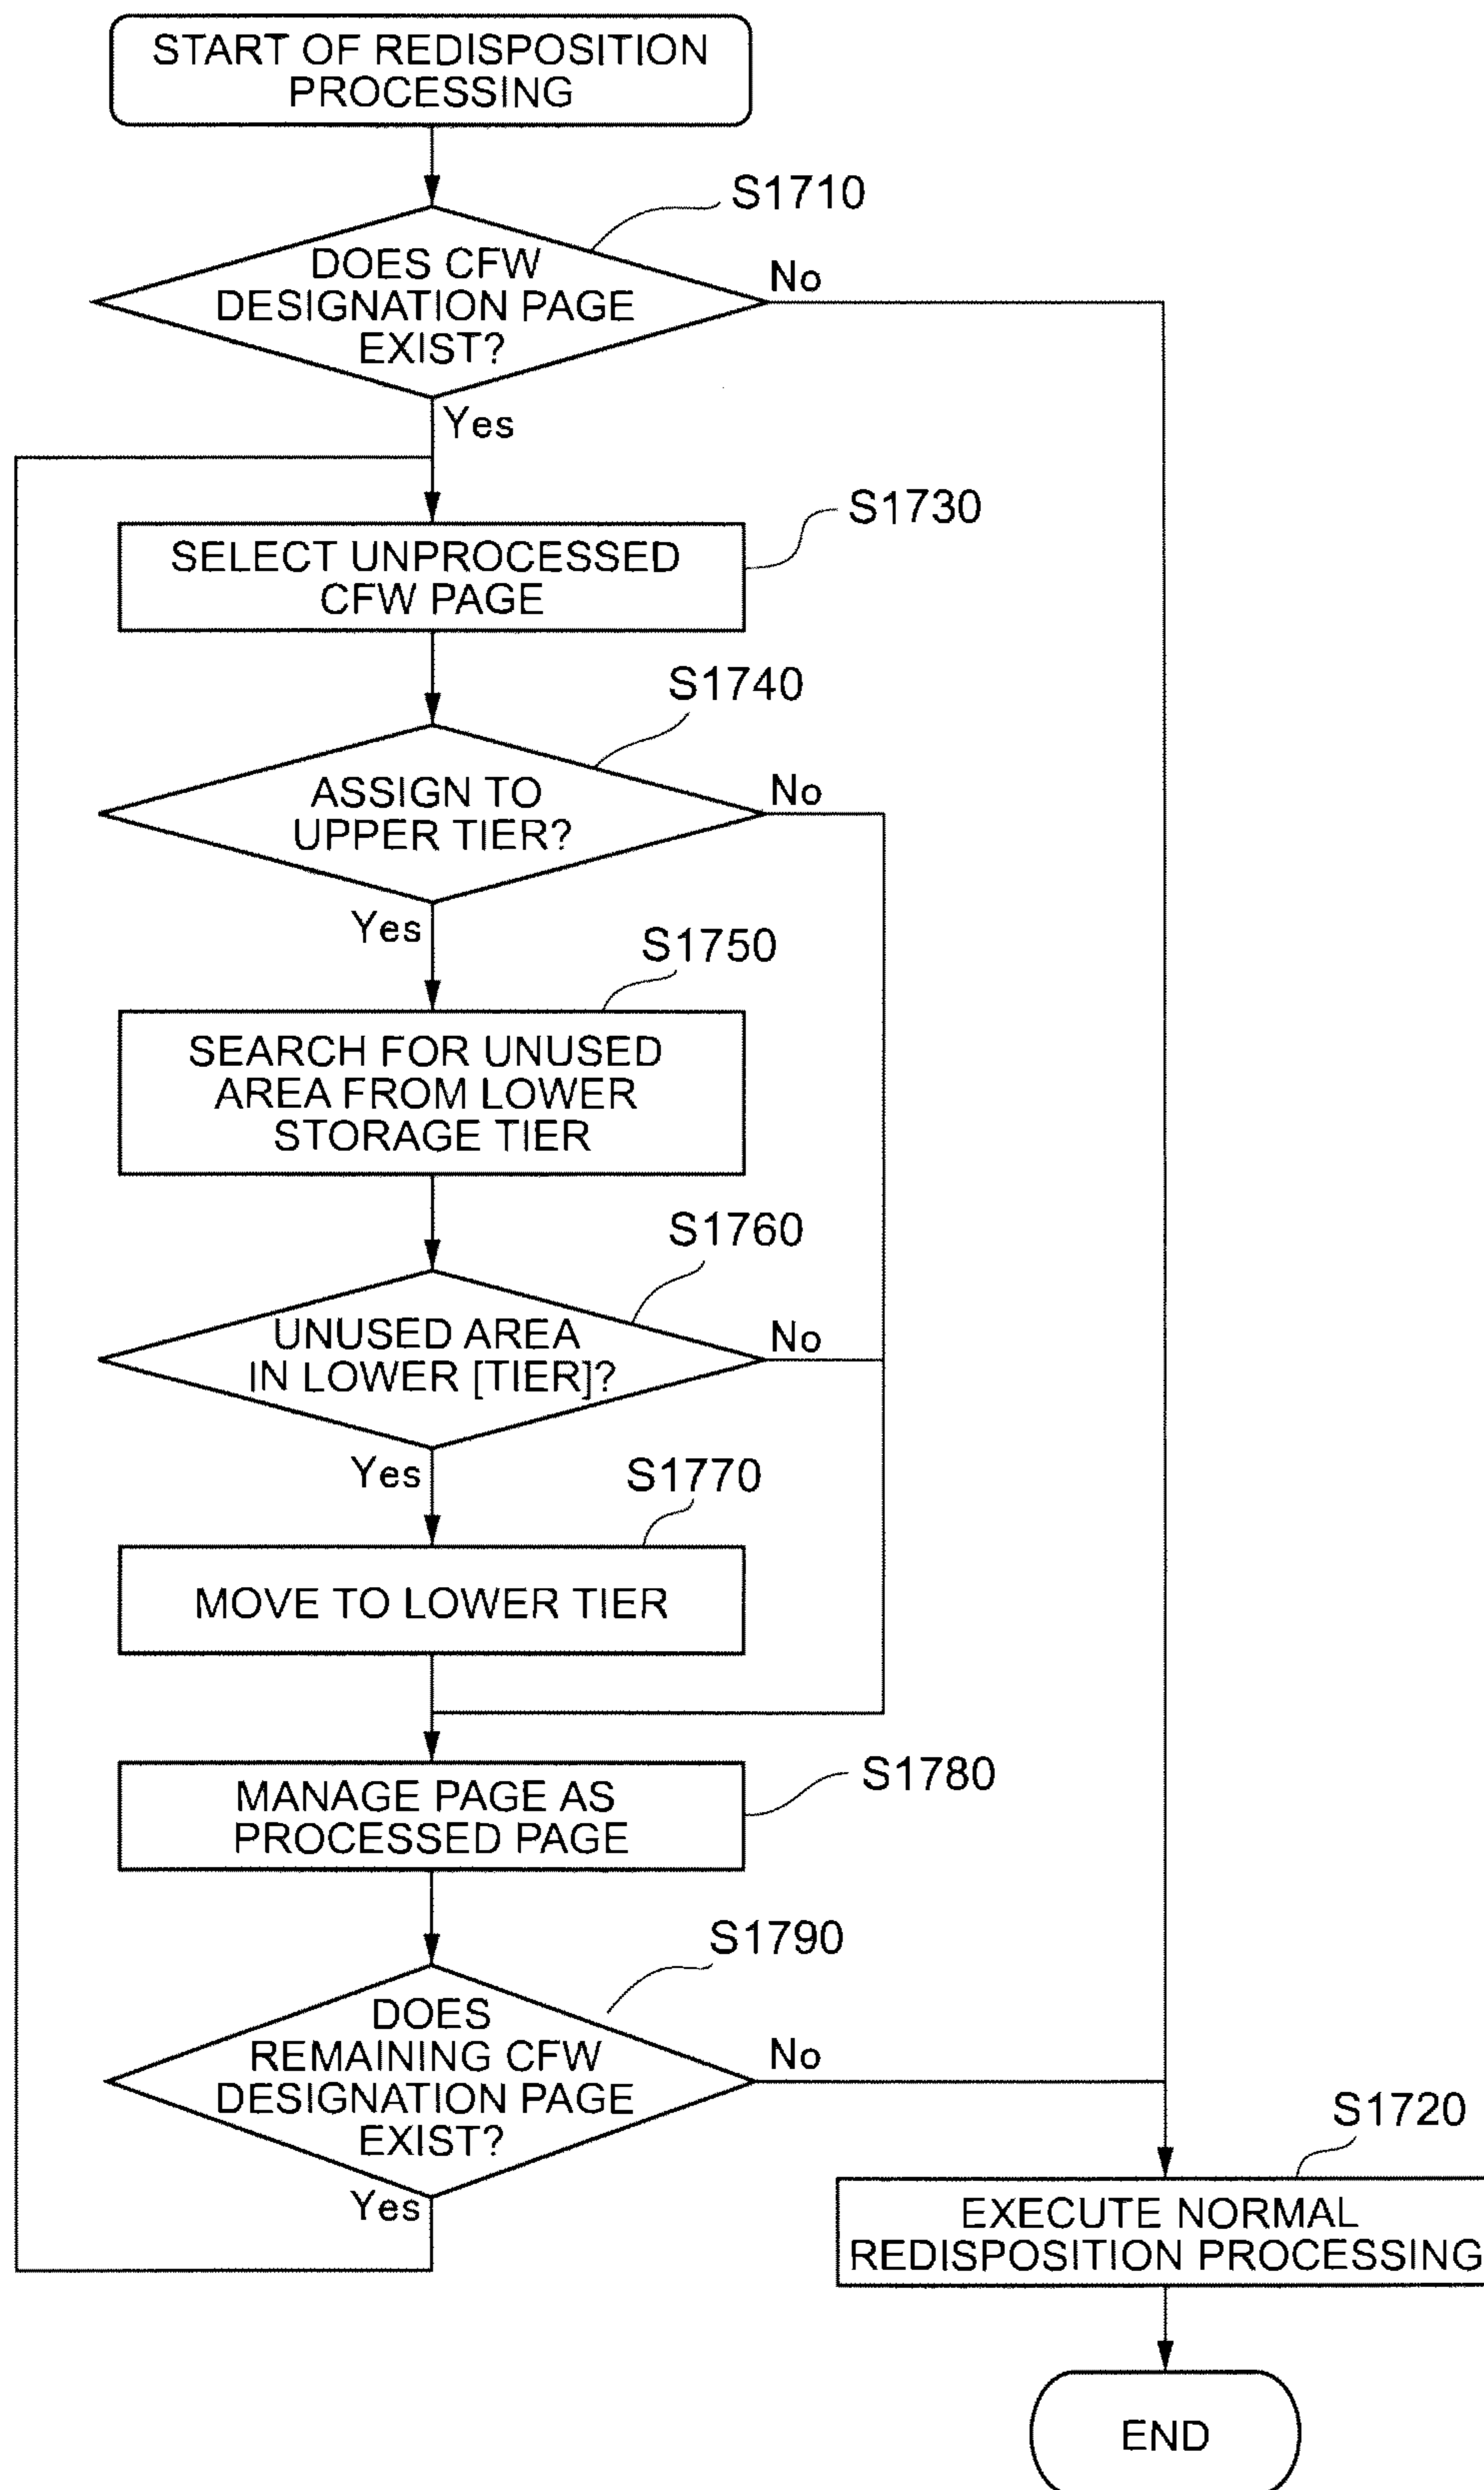 START OF REDISPOSITION
PROCESSING
S1710
DOES CFW
DESIGNATION PAGE
EXIST?
No
Yes
S1730
SELECT UNPROCESSED
CFW PAGE
S1740
ASSIGN TO
UPPER TIER?
No
Yes
S1750
SEARCH FOR UNUSED
AREA FROM LOWER
STORAGE TIER
S1760
UNUSED AREA
IN LOWER [TIER]?
No
Yes
S1770
MOVE TO LOWER TIER
S1780
MANAGE PAGE AS
PROCESSED PAGE
S1790
DOES
REMAINING CFW
DESIGNATION PAGE
EXIST?
No
Yes
S1720
EXECUTE NORMAL
REDISPOSITION PROCESSING
END